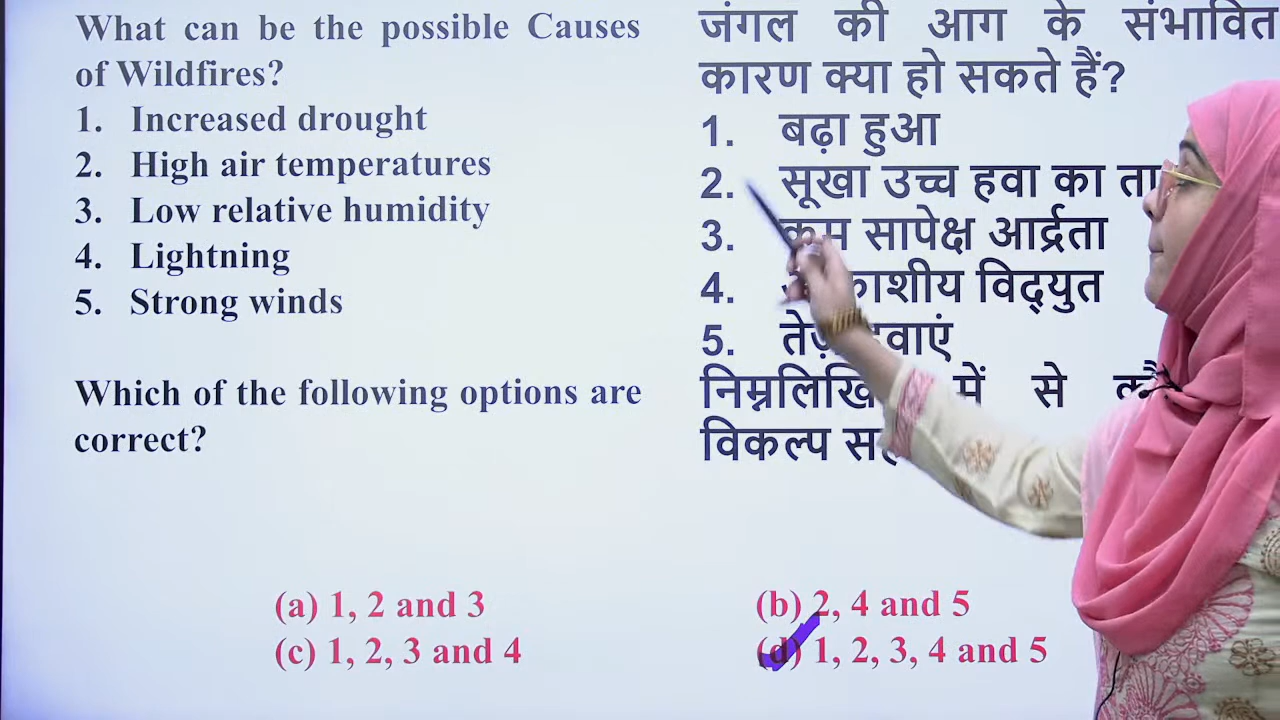 What can be the possible Causes
of Wildfires?
1. Increased drought
2. High air temperatures
3. Low relative humidity
4. Lightning
5. Strong winds
Which of the following options are
correct?
जंगल की आग के संभावित
कारण क्या हो सकते हैं?
1. बढ़ा हुआ
2. सूखा उच्च हवा का
3. कम सापेक्ष आर्द्रता
4. विद्युत
5. तेज़ हवाएं
में से
विकल्प
(a) 1, 2 and 3
(b) 2, 4 and 5
(c) 1, 2, 3 and 4
(d) 1, 2, 3, 4 and 5